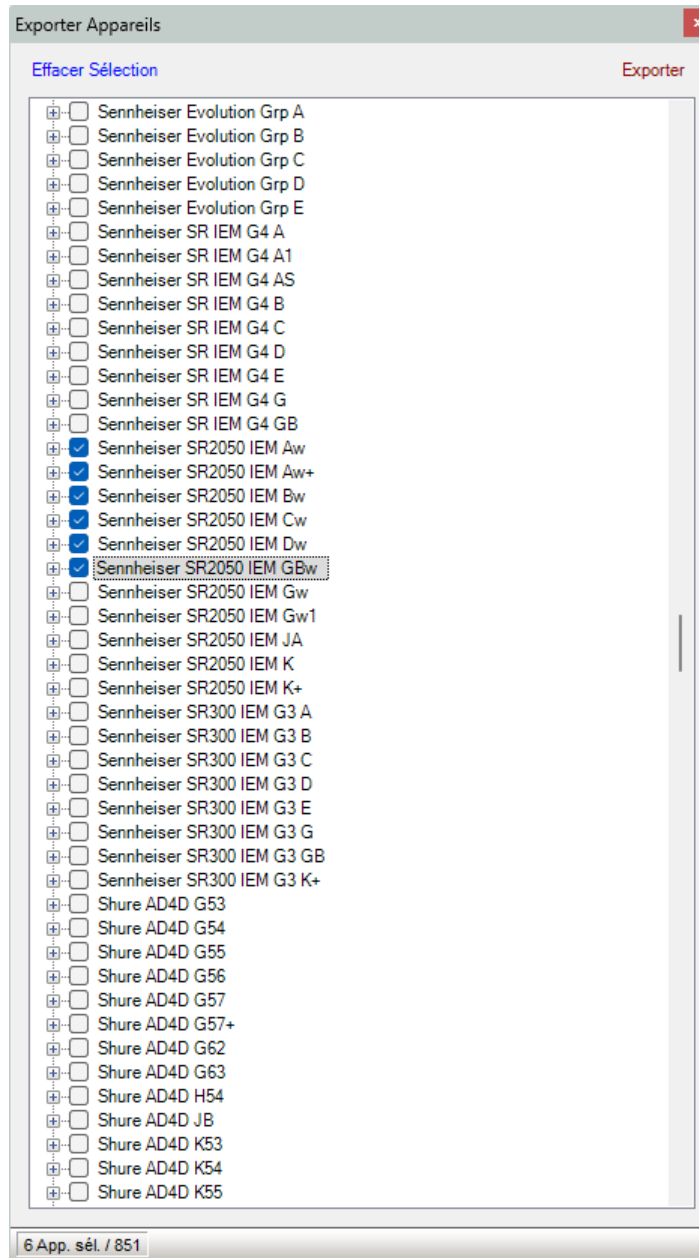 Exporter Appareils
Effacer Sélection Exporter
Sennheiser Evolution Grp A
Sennheiser Evolution Grp B
Sennheiser Evolution Grp C
Sennheiser Evolution Grp D
Sennheiser Evolution Grp E
Sennheiser SR IEM G4 A
Sennheiser SR IEM G4 A1
Sennheiser SR IEM G4 AS
Sennheiser SR IEM G4 B
Sennheiser SR IEM G4 C
Sennheiser SR IEM G4 D
Sennheiser SR IEM G4 E
Sennheiser SR IEM G4 G
Sennheiser SR IEM G4 GB
Sennheiser SR2050 IEM Aw
Sennheiser SR2050 IEM Aw+
Sennheiser SR2050 IEM Bw
Sennheiser SR2050 IEM Cw
Sennheiser SR2050 IEM Dw
Sennheiser SR2050 IEM GBw
Sennheiser SR2050 IEM Gw
Sennheiser SR2050 IEM Gw1
Sennheiser SR2050 IEM JA
Sennheiser SR2050 IEM K
Sennheiser SR2050 IEM K+
Sennheiser SR300 IEM G3 A
Sennheiser SR300 IEM G3 B
Sennheiser SR300 IEM G3 C
Sennheiser SR300 IEM G3 D
Sennheiser SR300 IEM G3 E
Sennheiser SR300 IEM G3 G
Sennheiser SR300 IEM G3 GB
Sennheiser SR300 IEM G3 K+
Shure AD4D G53
Shure AD4D G54
Shure AD4D G55
Shure AD4D G56
Shure AD4D G57
Shure AD4D G57+
Shure AD4D G62
Shure AD4D G63
Shure AD4D H54
Shure AD4D JB
Shure AD4D K53
Shure AD4D K54
Shure AD4D K55
6 App. sél. / 851